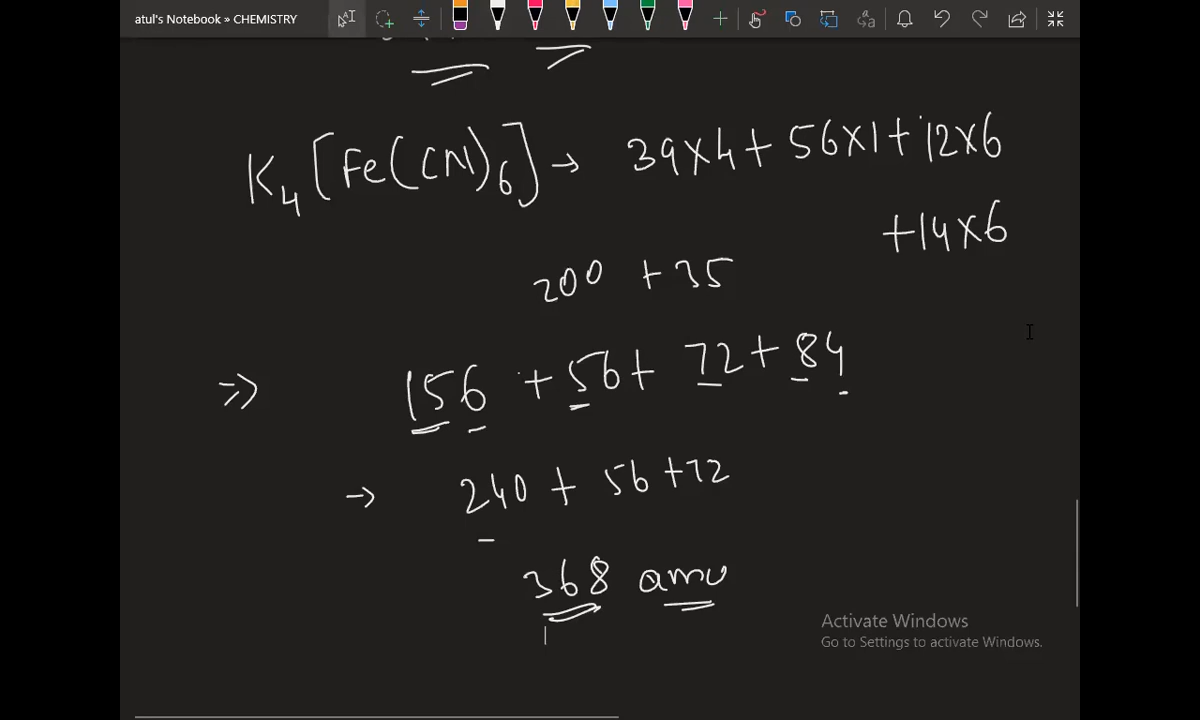 atul's Notebook » CHEMISTRY
K4[Fe(CN)6] → 39×4+56×1+12×6
+14×6
200 +35
⇒ 156 + 56 + 72 + 84
→ 240 + 56 +72
368 amu
Activate Windows
Go to Settings to activate Windows.